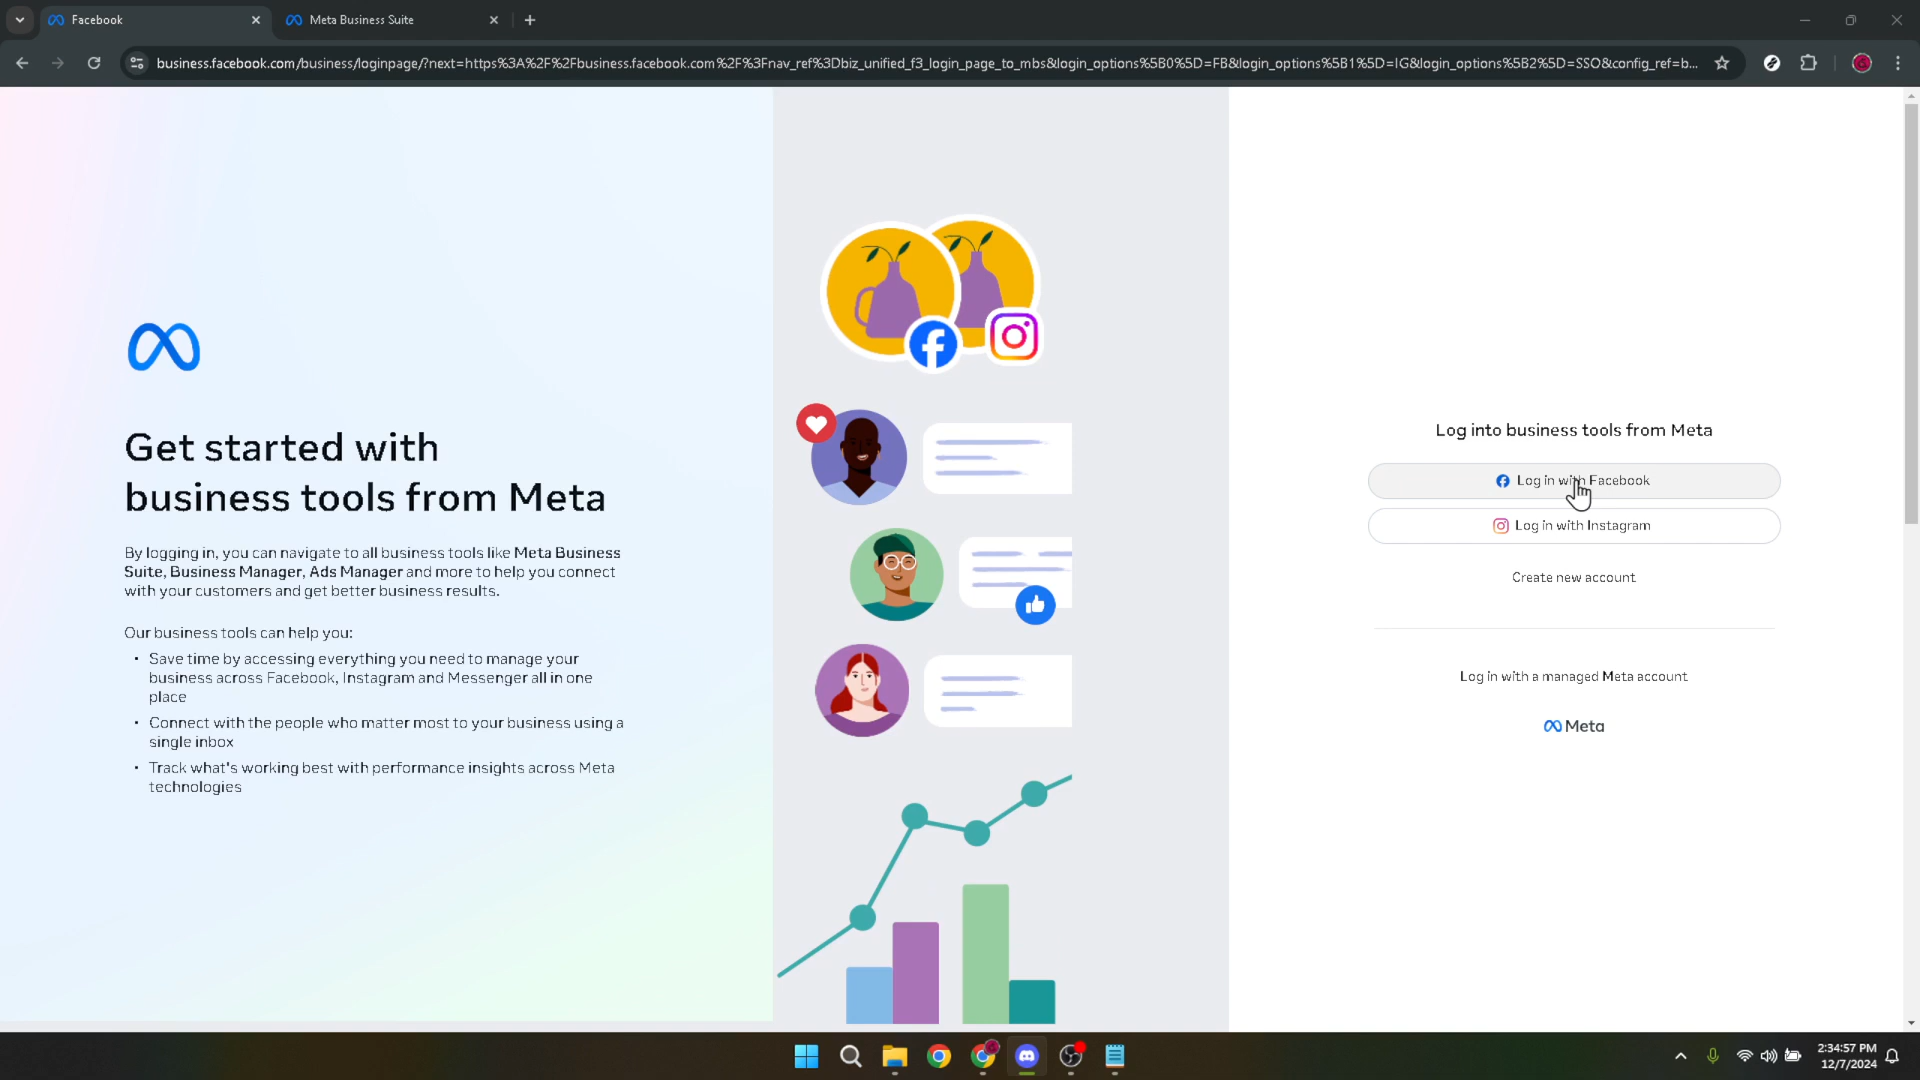 Facebook
Meta Business Suite
business.facebook.com/business/loginpage/?next=https%3A%2F%2Fbusiness.facebook.com%2F%3Fnav_ref%3Dbiz_unified_f3_login_page_to_mbs&login_options%5B0%5D=FB&login_options%5B1%5D=IG&login_options%5B2%5D=SSO&config_ref=b...
Get started with
business tools from Meta
By logging in, you can navigate to all business tools like Meta Business
Suite, Business Manager, Ads Manager and more to help you connect
with your customers and get better business results.
Our business tools can help you:
• Save time by accessing everything you need to manage your
business across Facebook, Instagram and Messenger all in one
place
• Connect with the people who matter most to your business using a
single inbox
• Track what's working best with performance insights across Meta
technologies
Log into business tools from Meta
Log in with Facebook
Log in with Instagram
Create new account
Log in with a managed Meta account
Meta
2:34:57 PM
12/7/2024